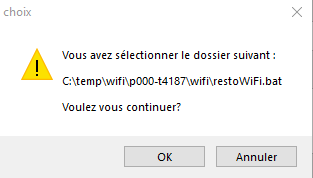 choix
Vous avez sélectionner le dossier suivant :
C:\temp\wifi\p000-t4187\wifi\restoWiFi.bat
Voulez vous continuer?
OK
Annuler